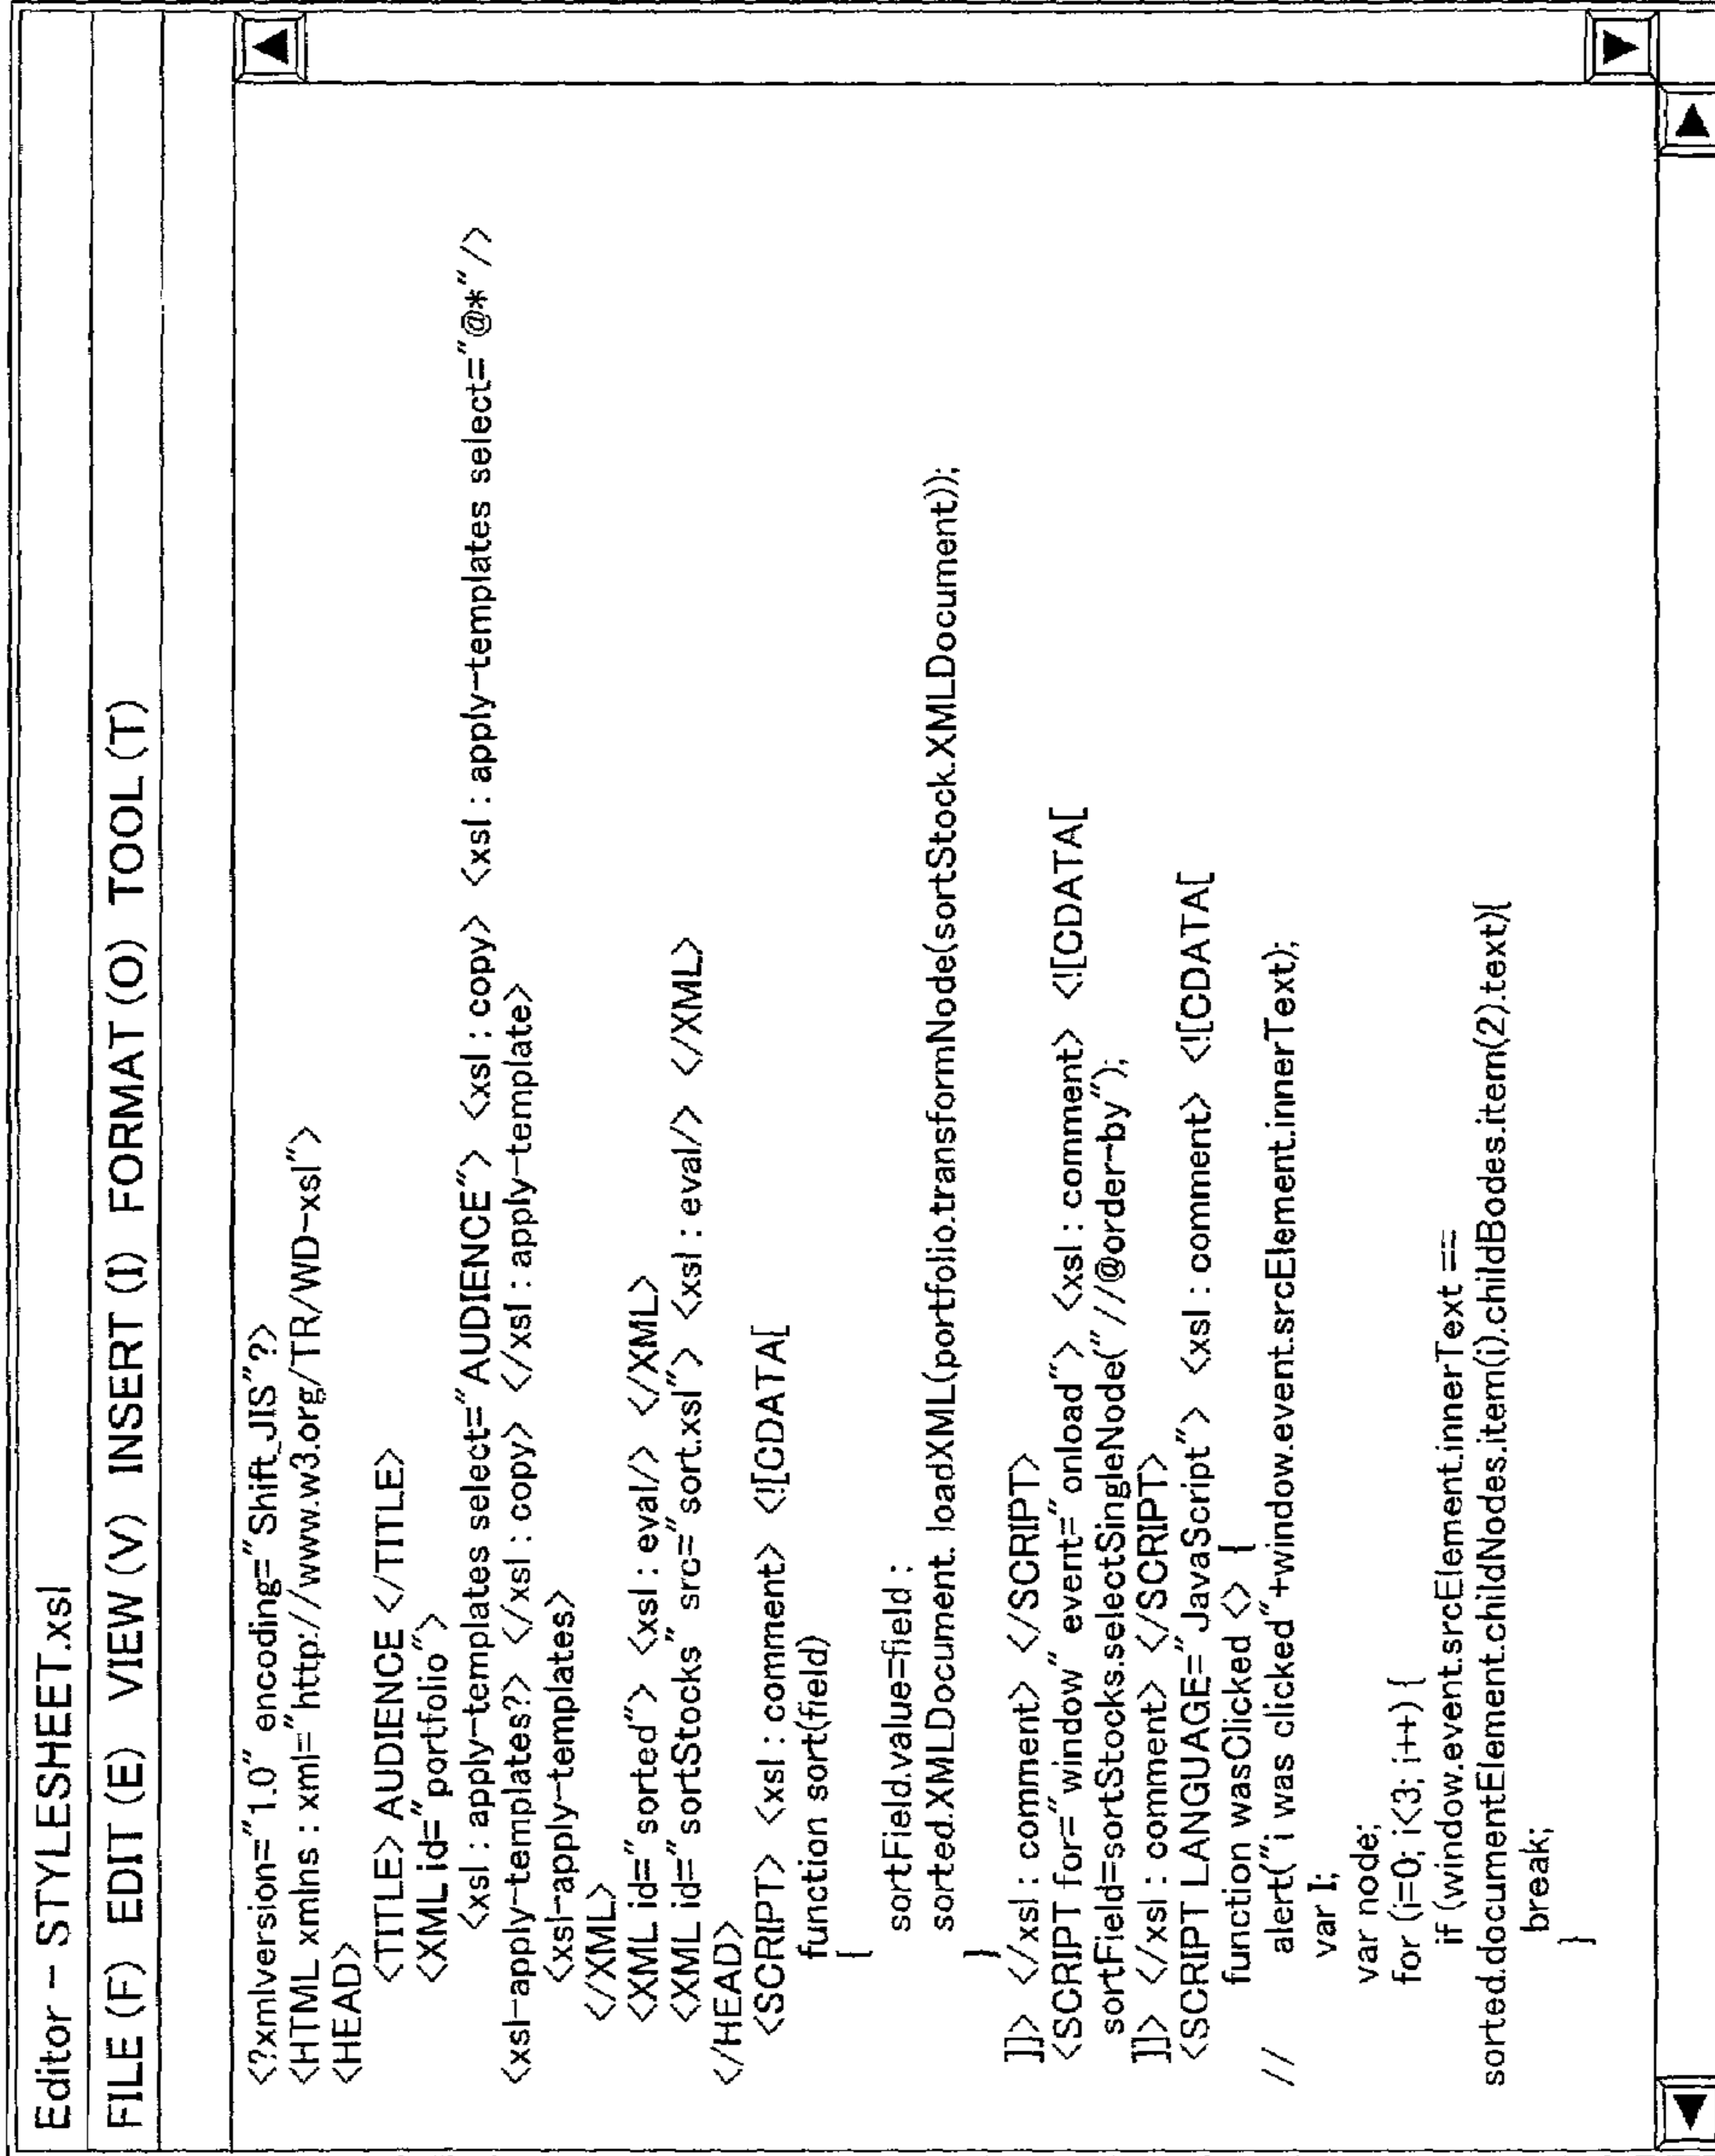 Editor – STYLESHEET.xsl
FILE (F) EDIT (E) VIEW (V) INSERT (I) FORMAT (O) TOOL (T)
<?xmlversion="1.0" encoding="Shift_JIS"?>
<HTML xmlns : xml="http://www.w3.org/TR/WD-xsl">
<HEAD>
<TITLE> AUDIENCE </TITLE>
<XML id="portfolio">
<xsl : apply-templates select="AUDIENCE"> <xsl : copy> <xsl : apply-templates select="@*"/>
<xsl-apply-templates?> </xsl : copy> </xsl : apply-template>
<xsl-apply-templates>
</XML>
<XML id="sorted"> <xsl : eval/> </XML>
<XML id="sortStocks" src="sort.xsl"> <xsl : eval/> </XML>
</HEAD>
<SCRIPT> <xsl : comment> <![CDATA[
function sort(field)
{
sortField.value=field ;
sorted.XMLDocument. loadXML(portfolio.transformNode(sortStock.XMLDocument));
}
]]> </xsl : comment> </SCRIPT>
<SCRIPT for="window" event="onload"> <xsl : comment> <![CDATA[
sortField=sortStocks.selectSingleNode("//@order-by");
]]> </xsl : comment> </SCRIPT>
<SCRIPT LANGUAGE="JavaScript"> <xsl : comment> <![CDATA[
function wasClicked <> {
// alert("i was clicked"+window.event.srcElement.innerText);
var I;
var node;
for (i=0; i<3; i++) {
if (window.event.srcElement.innerText ==
sorted.documentElement.childNodes.item(i).childBodes.item(2).text){
break;
}